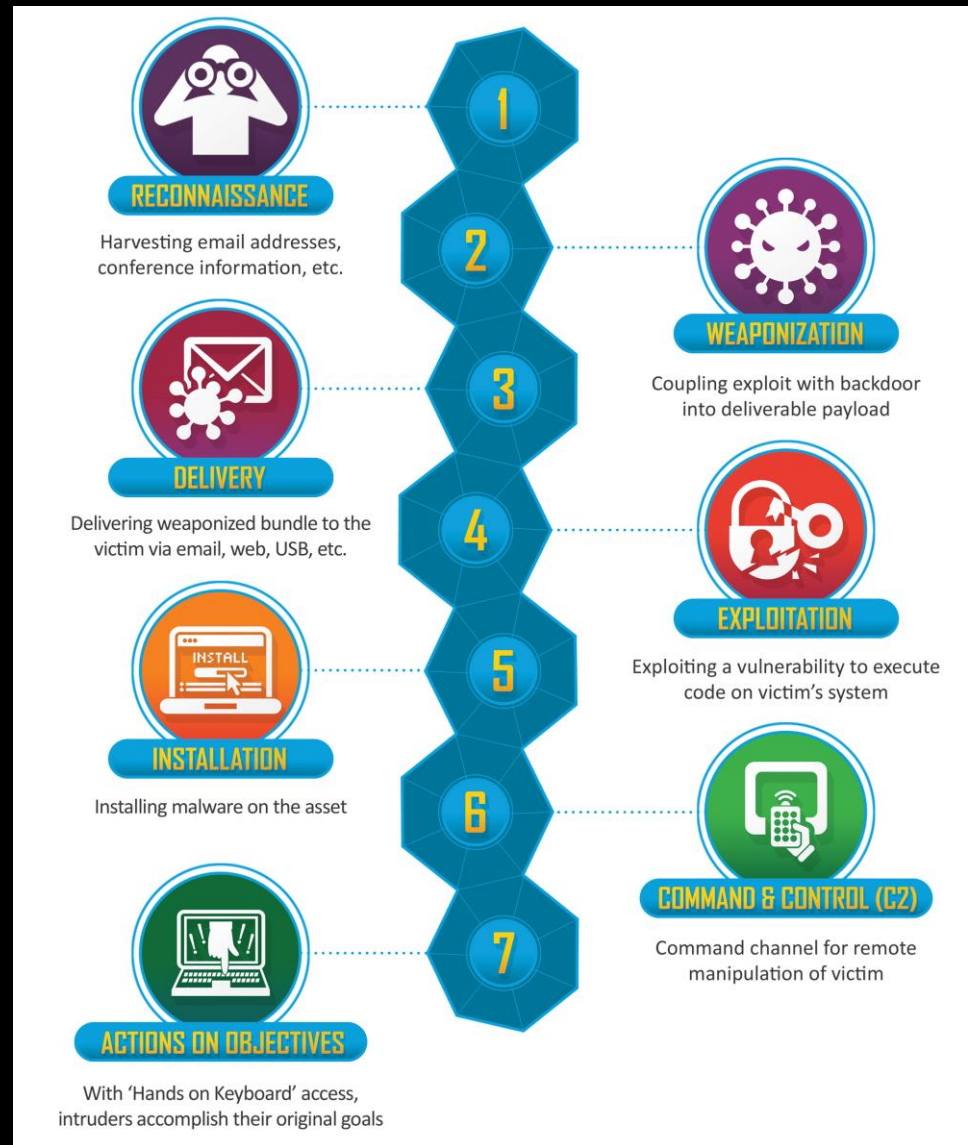 1
RECONNAISSANCE
Harvesting email addresses,
conference information, etc.
2
WEAPONIZATION
Coupling exploit with backdoor
into deliverable payload
3
DELIVERY
Delivering weaponized bundle to the
victim via email, web, USB, etc.
4
EXPLOITATION
Exploiting a vulnerability to execute
code on victim’s system
5
INSTALL
INSTALLATION
Installing malware on the asset
6
COMMAND & CONTROL (C2)
Command channel for remote
manipulation of victim
7
!! !!
ACTIONS ON OBJECTIVES
With ‘Hands on Keyboard’ access,
intruders accomplish their original goals